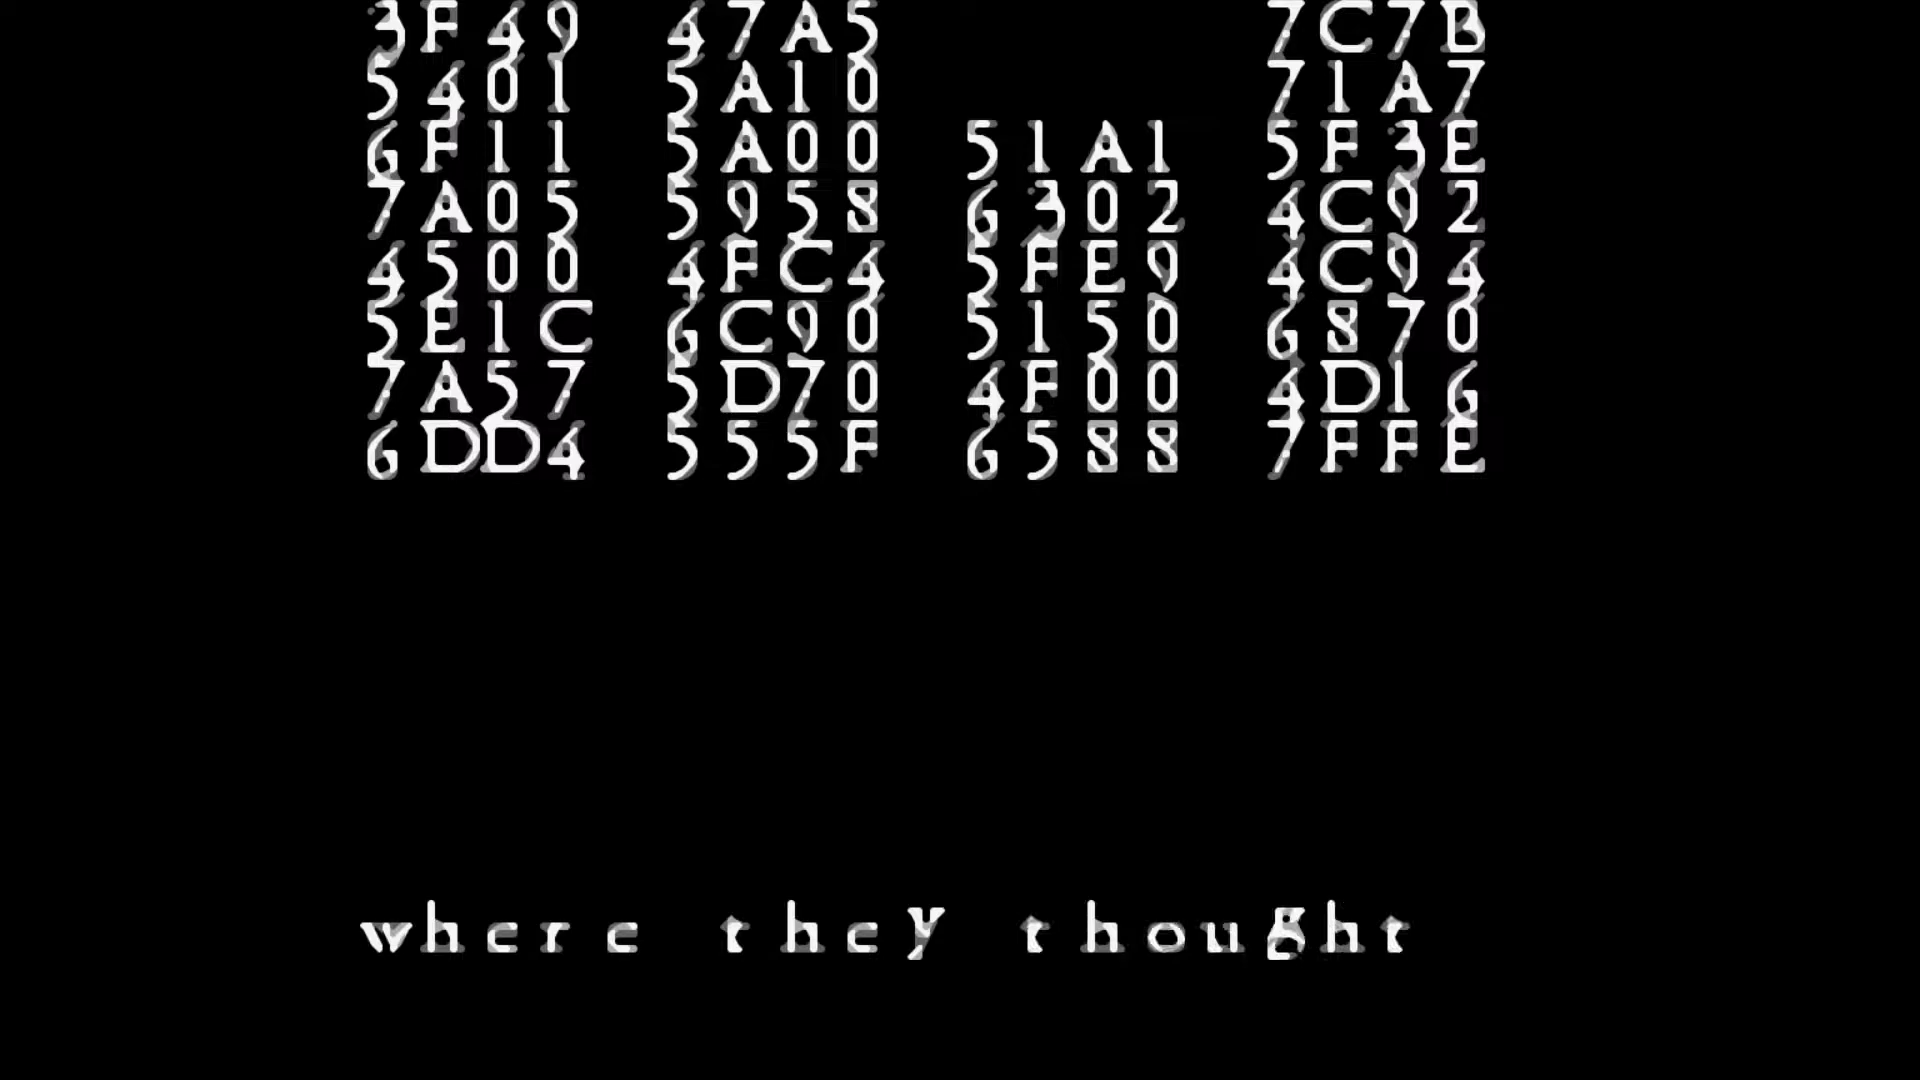 3F49 47A5 7C7B
5401 5A10 71A7
6F11 5A00 51A1 5F3E
7A05 5958 6302 4C92
4500 4FC4 5FE9 4C94
5E1C 6C90 5150 6870
7A57 5D70 4F00 4D16
6DD4 555F 6588 7FFE
where they thought